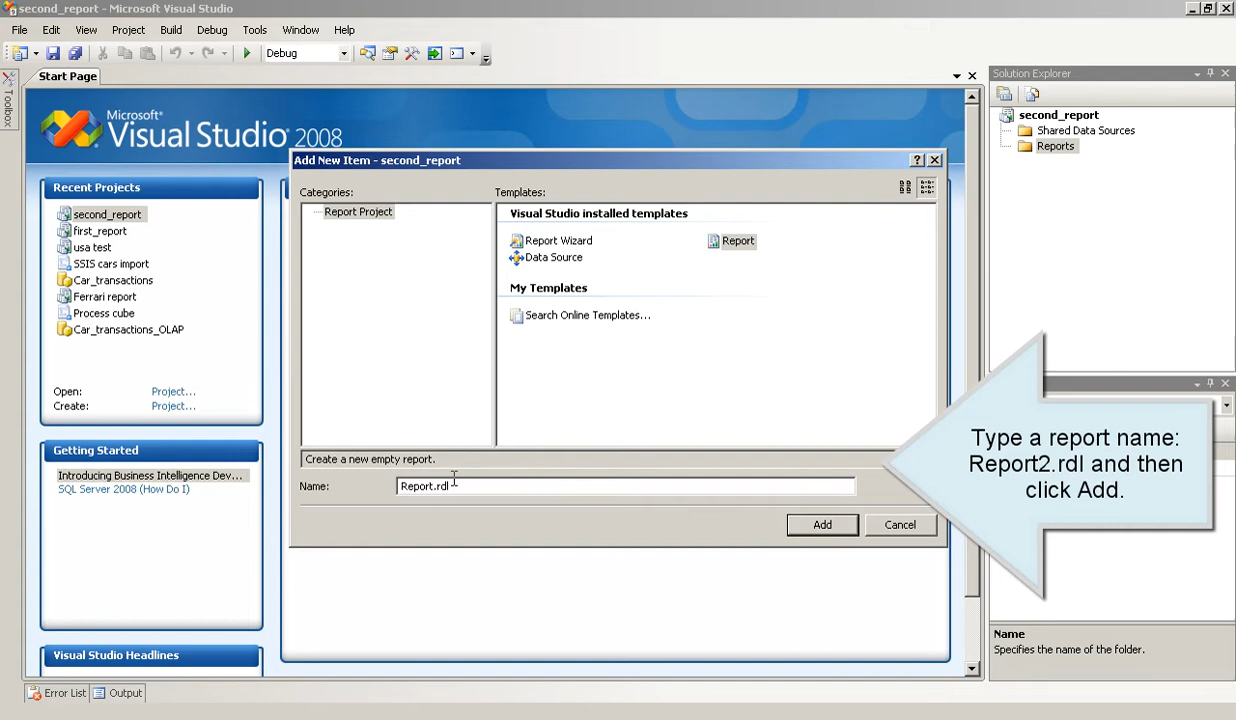 second_report - Microsoft Visual Studio
File Edit View Project Build Debug Tools Window Help
Debug
Toolbox
Start Page
Microsoft®
Visual Studio® 2008
Recent Projects
second_report
first_report
usa test
SSIS cars import
Car_transactions
Ferrari report
Process cube
Car_transactions_OLAP
Open: Project...
Create: Project...
Getting Started
Introducing Business Intelligence Dev...
SQL Server 2008 (How Do I)
Visual Studio Headlines
Add New Item - second_report
Categories:
Report Project
Templates:
Visual Studio installed templates
Report Wizard
Report
Data Source
My Templates
Search Online Templates...
Create a new empty report.
Name:
Report.rdl
Add
Cancel
Solution Explorer
second_report
Shared Data Sources
Reports
Type a report name:
Report2.rdl and then
click Add.
Name
Specifies the name of the folder.
Error List
Output